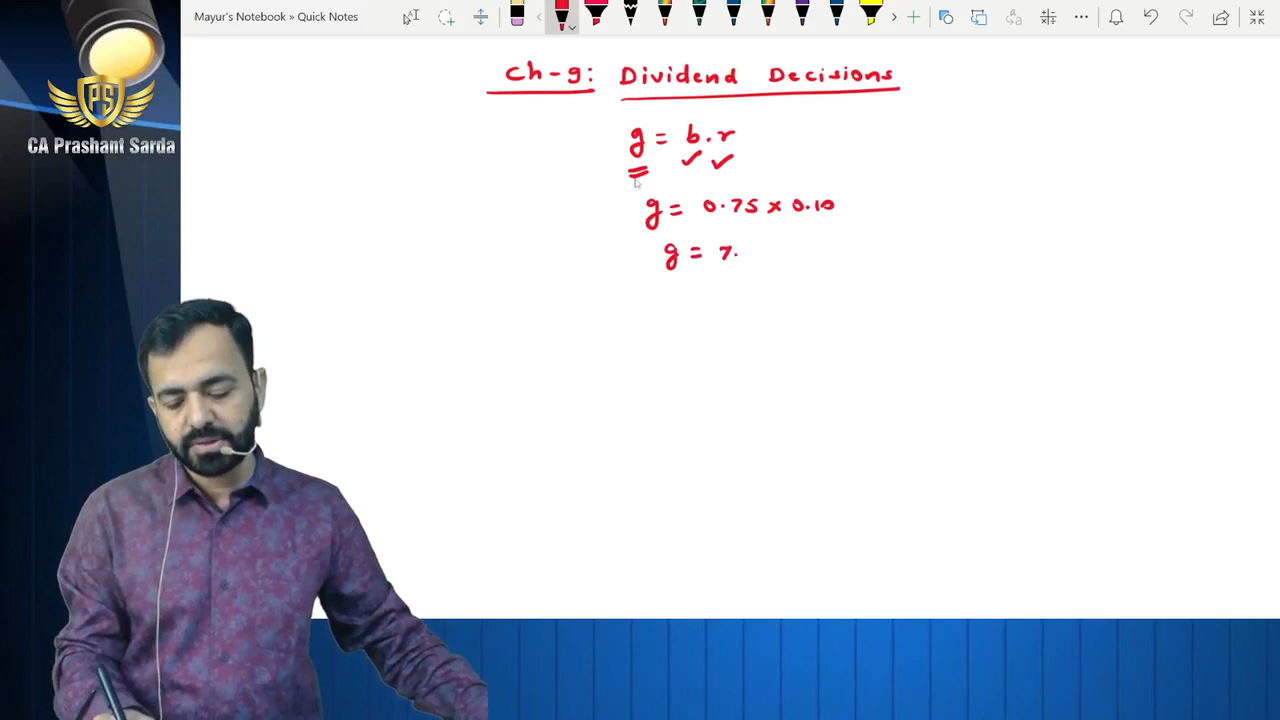 Mayur's Notebook » Quick Notes
PS
CA Prashant Sarda
Ch-9: Dividend Decisions
g = b.r
g = 0.75 × 0.10
g = 7.